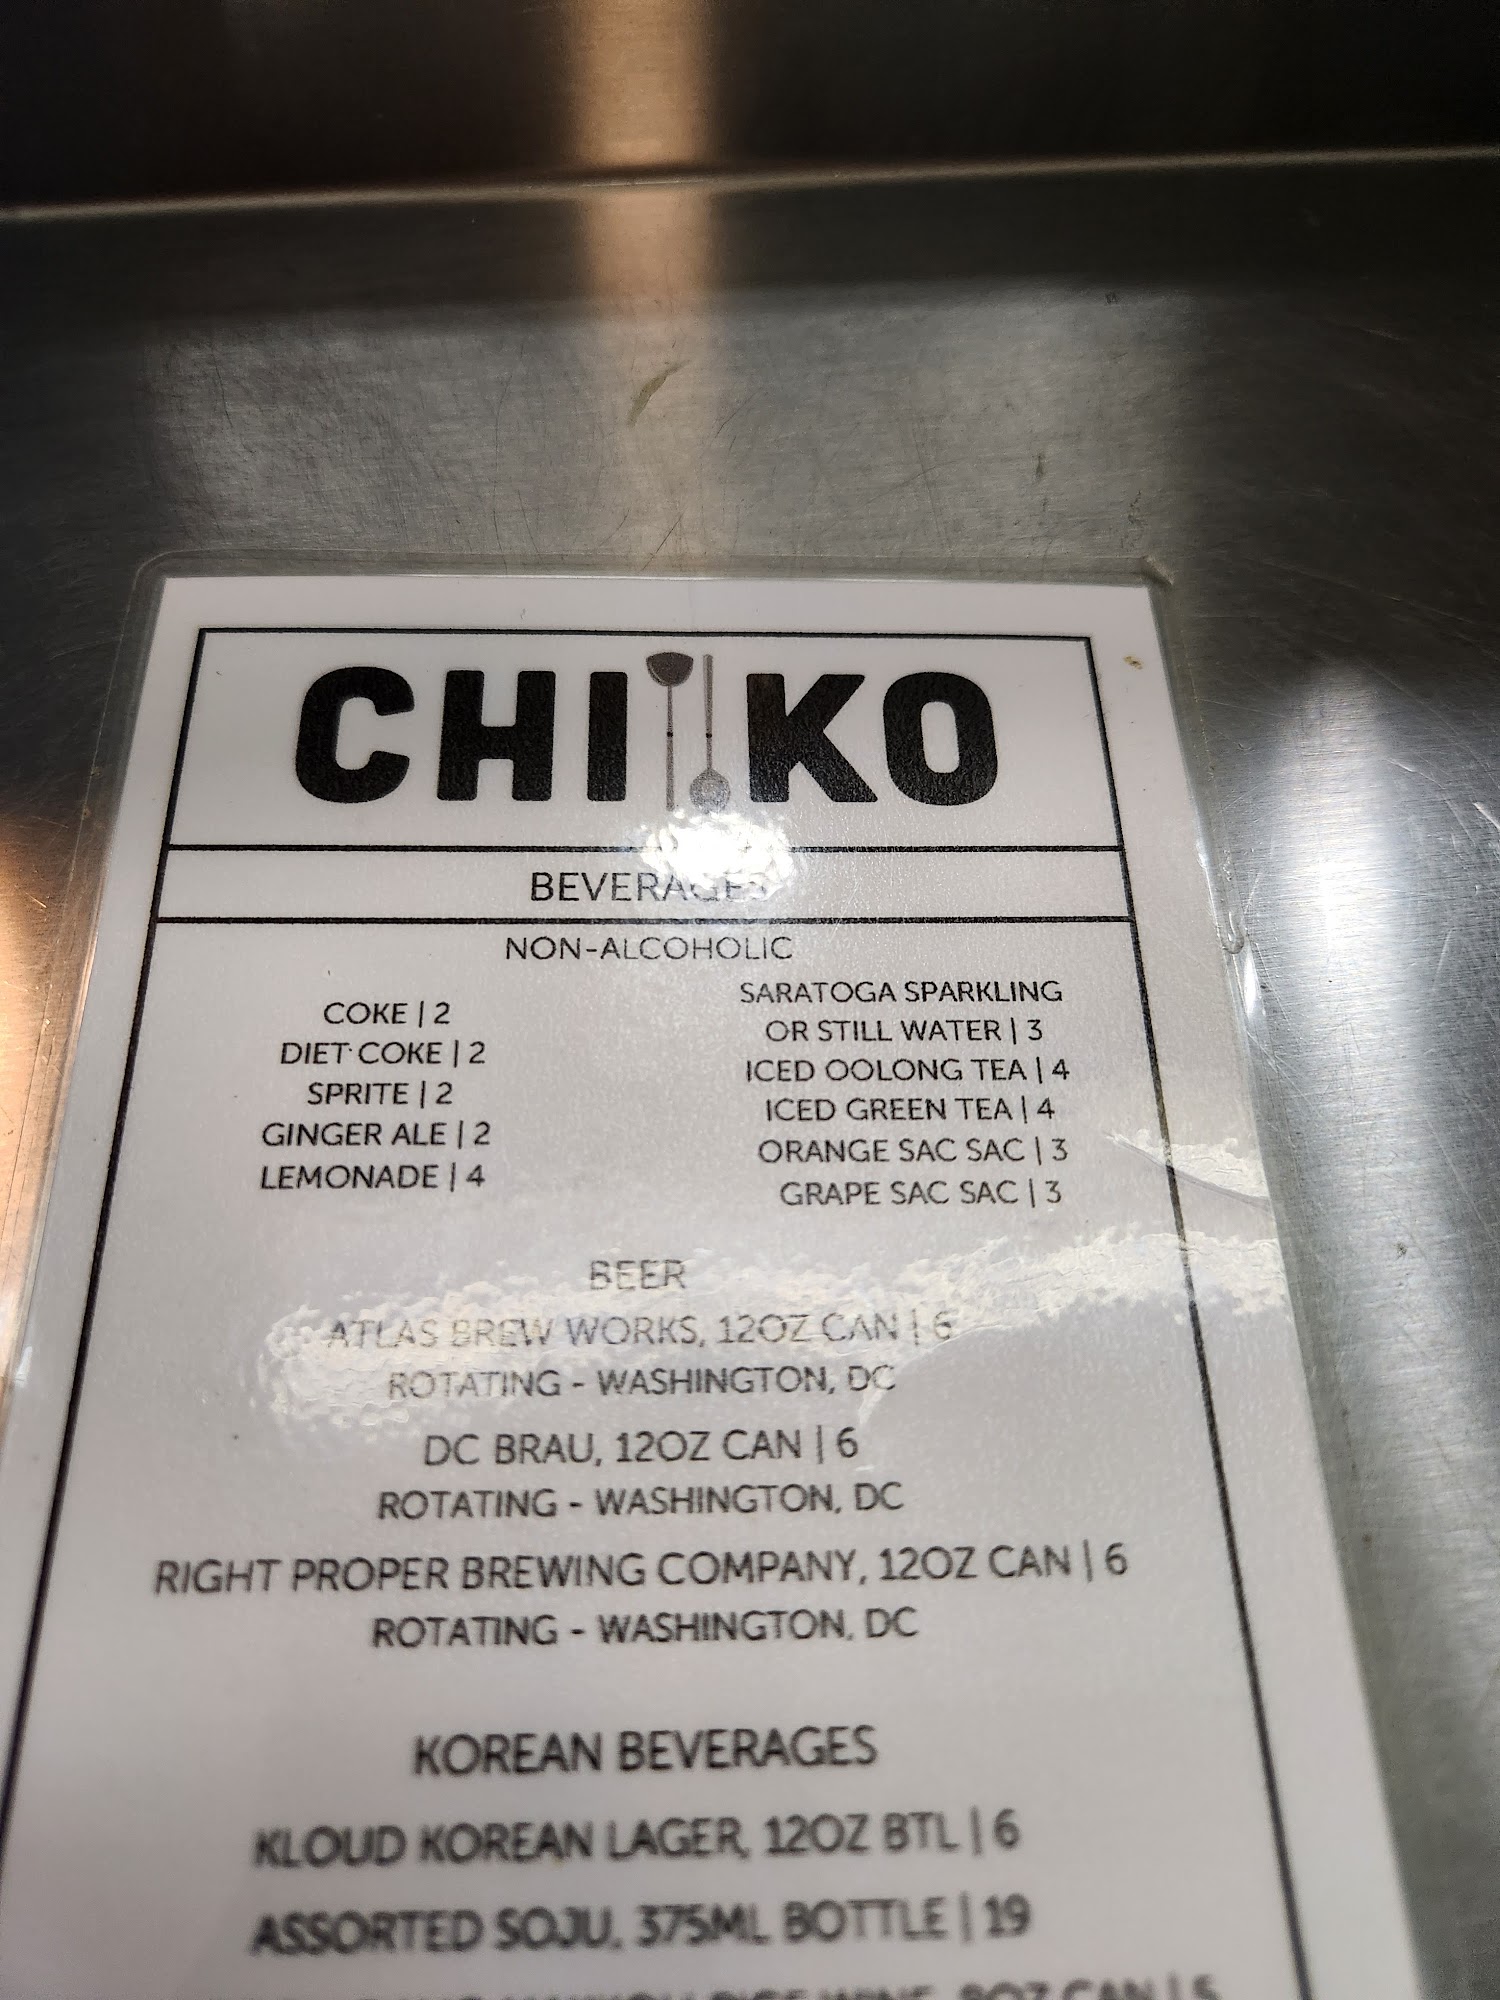 CHIKO
BEVERAGES
NON-ALCOHOLIC
COKE | 2
DIET COKE | 2
SPRITE | 2
GINGER ALE | 2
LEMONADE | 4
SARATOGA SPARKLING
OR STILL WATER | 3
ICED OOLONG TEA | 4
ICED GREEN TEA | 4
ORANGE SAC SAC | 3
GRAPE SAC SAC | 3
BEER
ATLAS BREW WORKS, 12OZ CAN | 6
ROTATING - WASHINGTON, DC
DC BRAU, 12OZ CAN | 6
ROTATING - WASHINGTON, DC
RIGHT PROPER BREWING COMPANY, 12OZ CAN | 6
ROTATING - WASHINGTON, DC
KOREAN BEVERAGES
KLOUD KOREAN LAGER, 12OZ BTL | 6
ASSORTED SOJU, 375ML BOTTLE | 19
RICE WINE, 8OZ CAN |